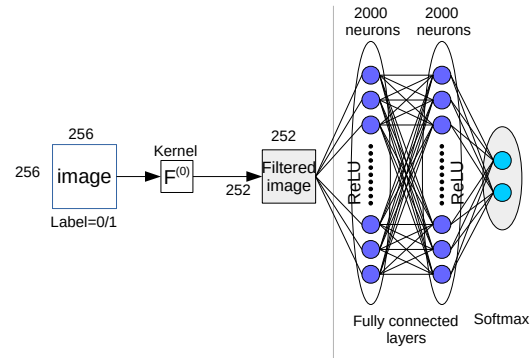 2000
neurons
2000
neurons
256
256
image
Label=0/1
Kernel
F(0)
252
252
Filtered
image
ReLU
ReLU
Fully connected
layers
Softmax